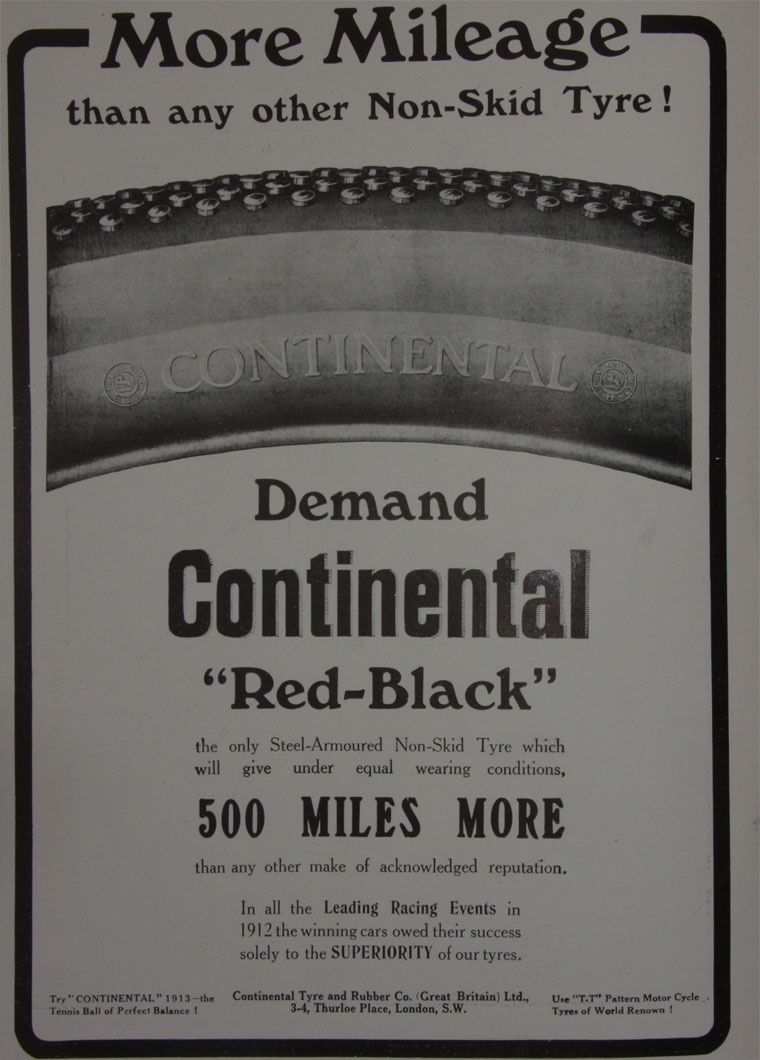 More Mileage
than any other Non-Skid Tyre!
CONTINENTAL
Demand
Continental
"Red-Black"
the only Steel-Armoured Non-Skid Tyre which
will give under equal wearing conditions,
500 MILES MORE
than any other make of acknowledged reputation.
In all the Leading Racing Events in
1912 the winning cars owed their success
solely to the SUPERIORITY of our tyres.
Try "CONTINENTAL" 1913—the
Tennis Ball of Perfect Balance!
Continental Tyre and Rubber Co. (Great Britain) Ltd.,
3-4, Thurloe Place, London, S.W.
Use "T.T" Pattern Motor Cycle
Tyres of World Renown!